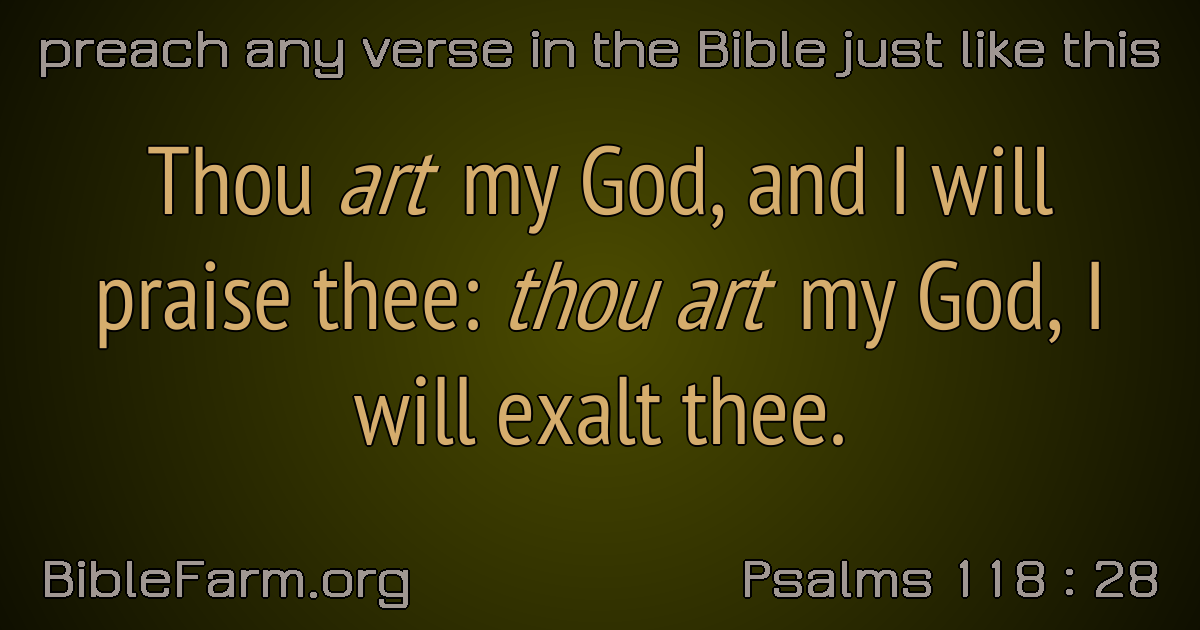 preach any verse in the Bible just like this
Thou art my God, and I will
praise thee: thou art my God, I
will exalt thee.
BibleFarm.org
Psalms 118 : 28